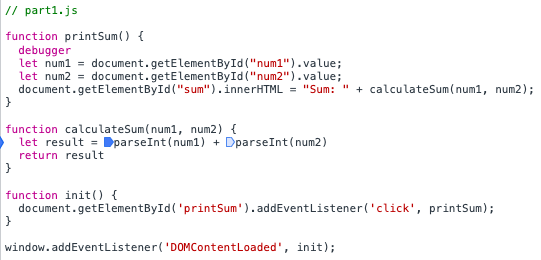 // part1.js
function printSum() {
debugger
let num1 = document.getElementById("num1").value;
let num2 = document.getElementById("num2").value;
document.getElementById("sum").innerHTML = "Sum: " + calculateSum(num1, num2);
}
function calculateSum(num1, num2) {
let result = parseInt(num1) + parseInt(num2)
return result
}
function init() {
document.getElementById('printSum').addEventListener('click', printSum);
}
window.addEventListener('DOMContentLoaded', init);